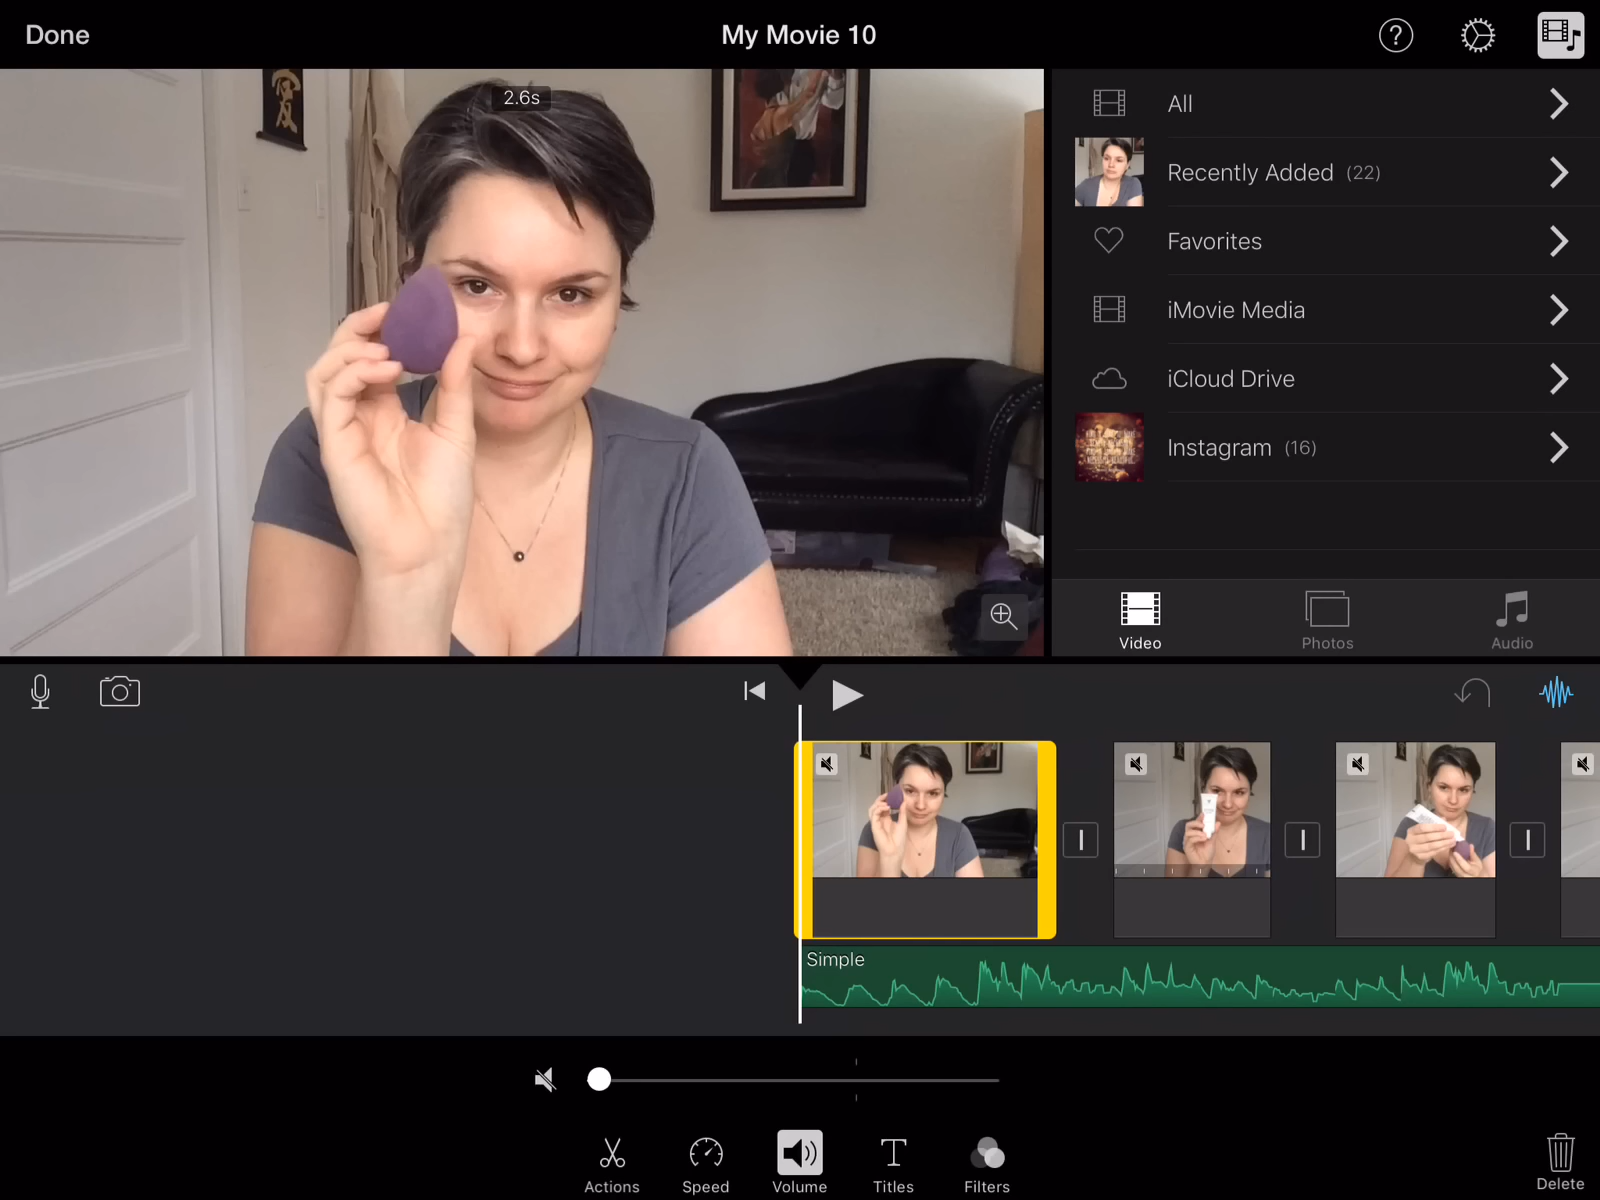 Done
My Movie 10
?
2.6s
愛
All
Recently Added (22)
Favorites
iMovie Media
iCloud Drive
Instagram (16)
Video
Photos
Audio
Simple
Actions
Speed
Volume
T
Titles
Filters
Delete